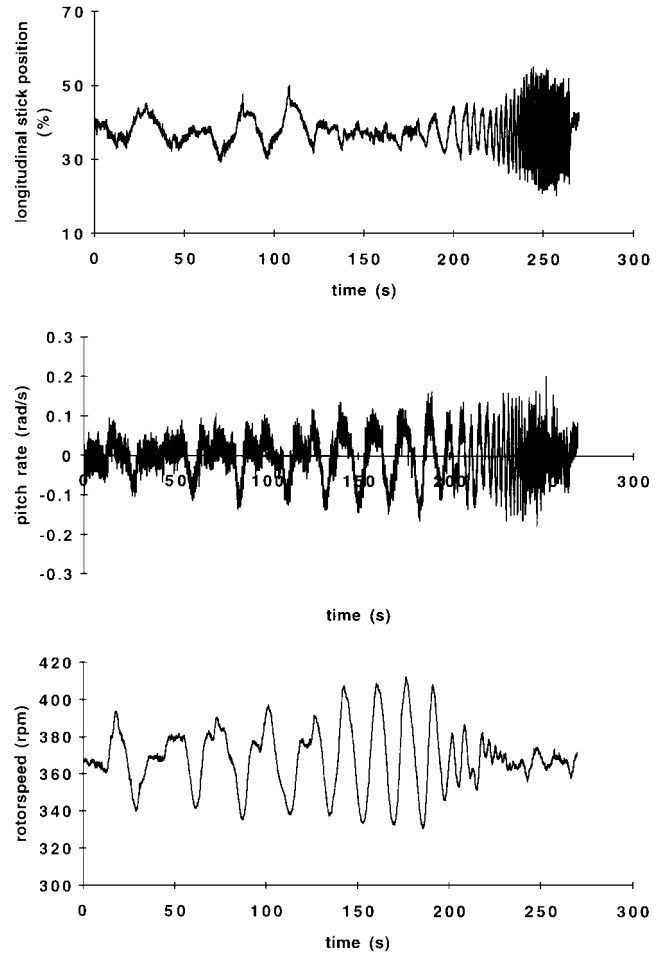 longitudinal stick position
(%)
70
50
30
10
0 50 100 150 200 250 300
time (s)
pitch rate (rad/s)
0.3
0.2
0.1
0
-0.1
-0.2
-0.3
0 50 100 150 200 250 300
time (s)
rotorspeed (rpm)
420
400
380
360
340
320
300
0 50 100 150 200 250 300
time (s)